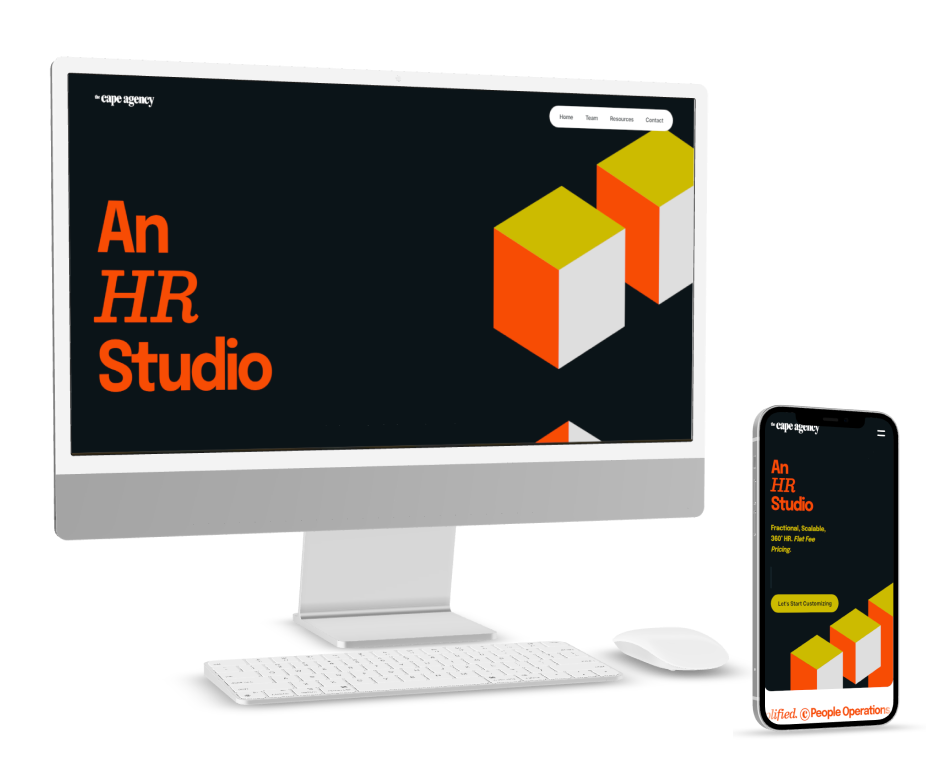 the cape agency
Home Team Resources Contact
An
HR
Studio
the cape agency
An
HR
Studio
Fractional, Scalable,
360° HR. Flat Fee
Pricing.
Let's Start Customizing
lified. People Operations